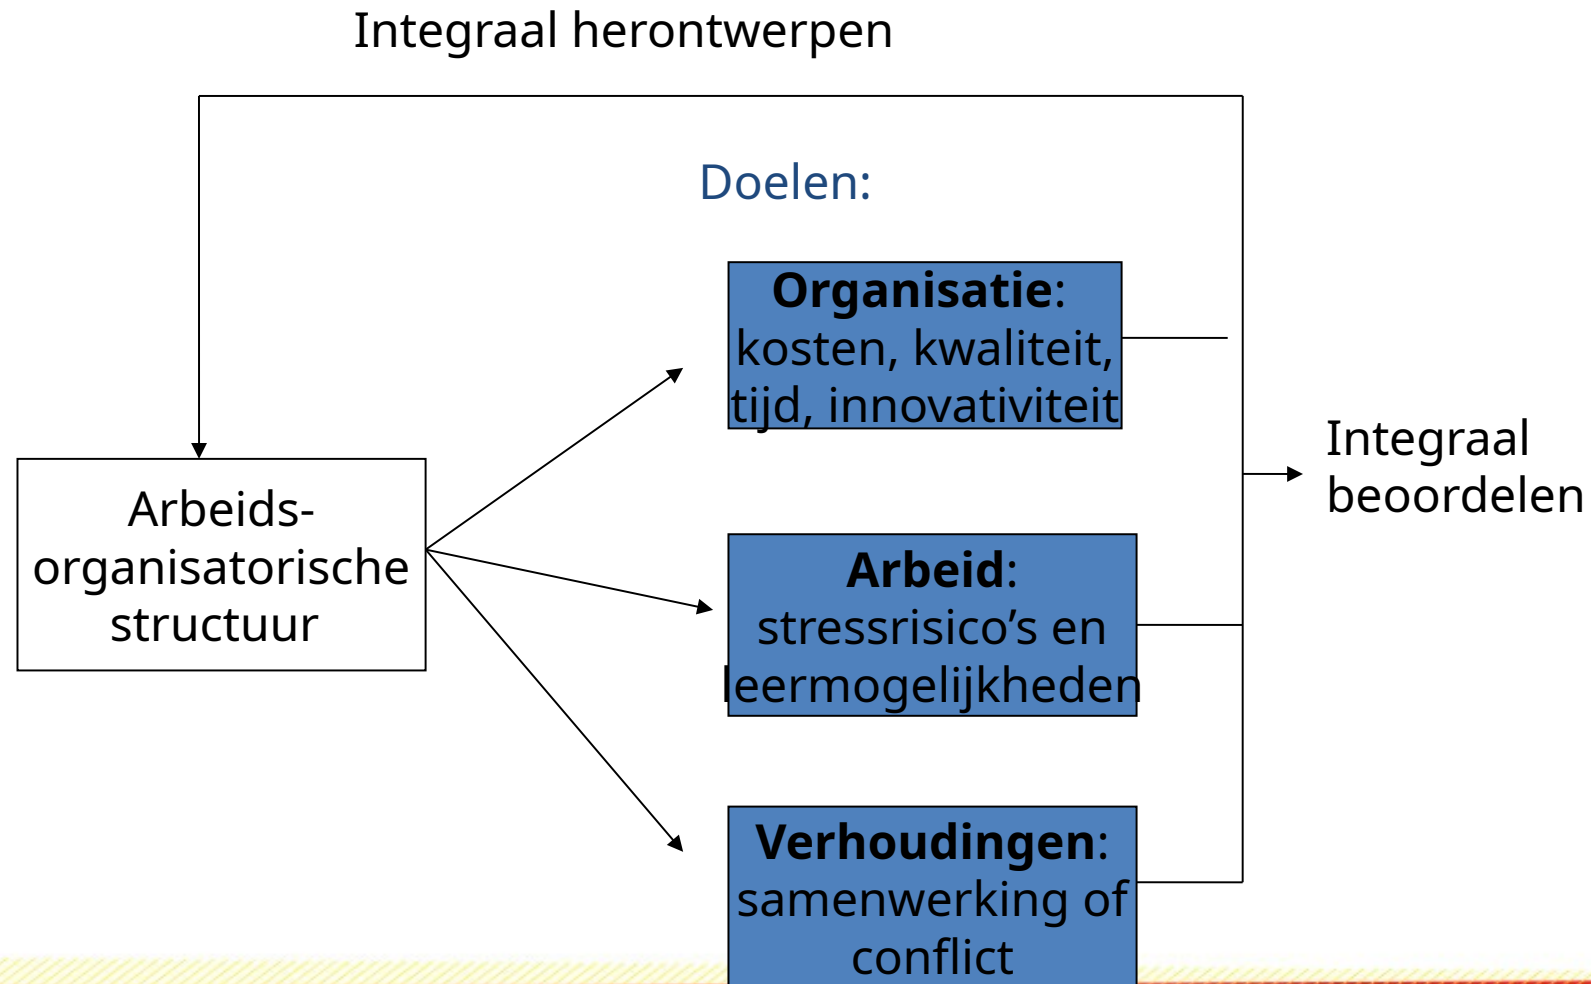 Integraal herontwerpen
Doelen:
Organisatie:
kosten, kwaliteit,
tijd, innovativiteit
Integraal
beoordelen
Arbeids-
organisatorische
structuur
Arbeid:
stressrisico’s en
leermogelijkheden
Verhoudingen:
samenwerking of
conflict